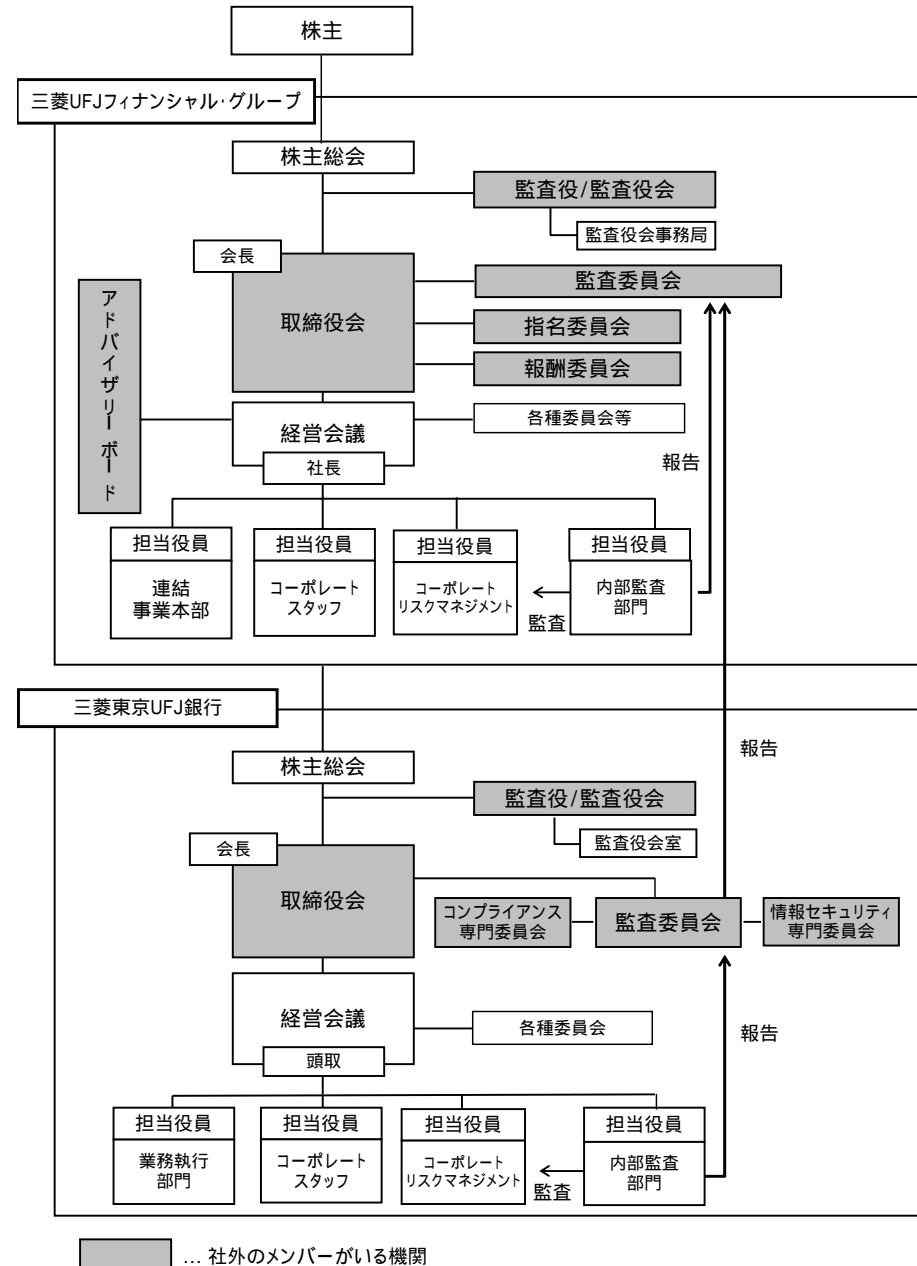 株主
三菱UFJフィナンシャル・グループ
株主総会
監査役/監査役会
監査役会事務局
会長
取締役会
監査委員会
指名委員会
報酬委員会
アドバイザリーボード
経営会議
社長
各種委員会等
報告
担当役員
連結
事業本部
担当役員
コーポレート
スタッフ
担当役員
コーポレート
リスクマネジメント
監査
担当役員
内部監査
部門
三菱東京UFJ銀行
報告
株主総会
監査役/監査役会
監査役会室
会長
取締役会
コンプライアンス
専門委員会
監査委員会
情報セキュリティ
専門委員会
経営会議
頭取
各種委員会
報告
担当役員
業務執行
部門
担当役員
コーポレート
スタッフ
担当役員
コーポレート
リスクマネジメント
監査
担当役員
内部監査
部門
… 社外のメンバーがいる機関